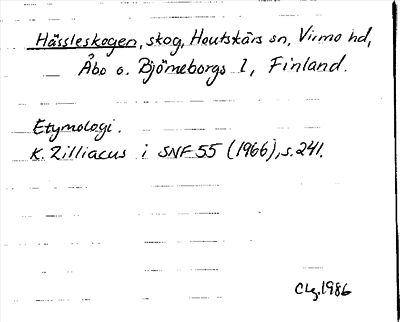 Hässleskogen, skog, Houtskärs sn, Virmo hd,
Åbo o. Björneborgs l, Finland.
Etymologi.
K. Zilliacus i SNF 55 (1966), s. 241.
CLg. 1986